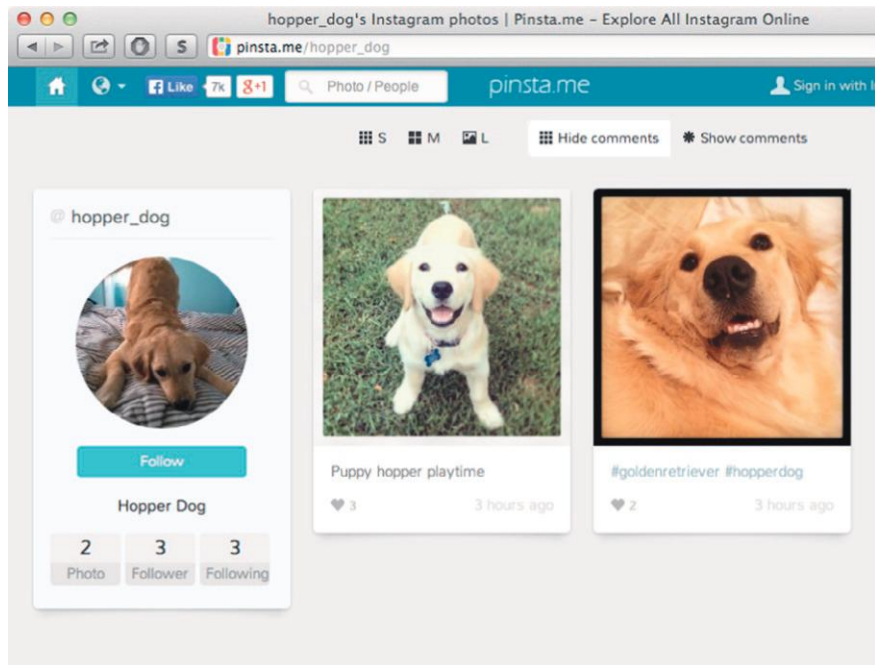 hopper_dog's Instagram photos | Pinsta.me – Explore All Instagram Online
S pinsta.me/hopper_dog
f Like 7k g+1 Photo / People pinsta.me Sign in with
S M L Hide comments Show comments
@ hopper_dog
Follow
Hopper Dog
2 3 3
Photo Follower Following
Puppy hopper playtime
3 3 hours ago
#goldenretriever #hopperdog
2 3 hours ago